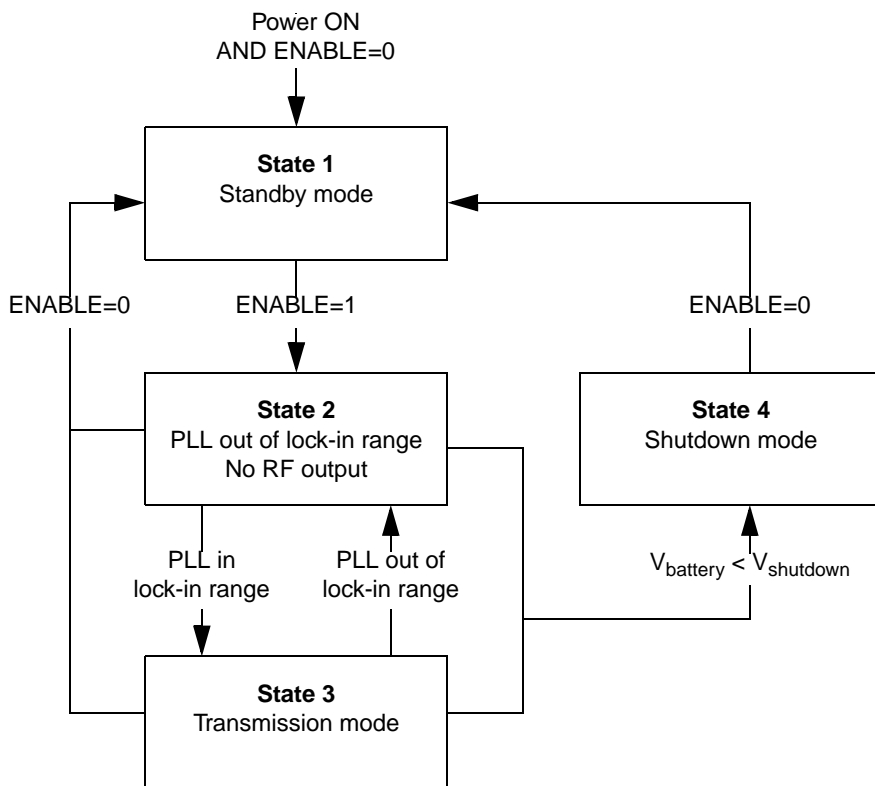 Power ON
AND ENABLE=0
State 1
Standby mode
ENABLE=0
ENABLE=1
ENABLE=0
State 2
PLL out of lock-in range
No RF output
State 4
Shutdown mode
PLL in
lock-in range
PLL out of
lock-in range
Vbattery < Vshutdown
State 3
Transmission mode